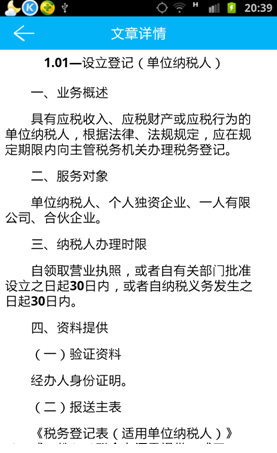 20:39
文章详情
1.01—设立登记（单位纳税人）
一、业务概述
具有应税收入、应税财产或应税行为的
单位纳税人，根据法律、法规规定，应在规
定期限内向主管税务机关办理税务登记。
二、服务对象
单位纳税人、个人独资企业、一人有限
公司、合伙企业。
三、纳税人办理时限
自领取营业执照，或者自有关部门批准
设立之日起30日内，或者自纳税义务发生之
日起30日内。
四、资料提供
（一）验证资料
经办人身份证明。
（二）报送主表
《税务登记表（适用单位纳税人）》